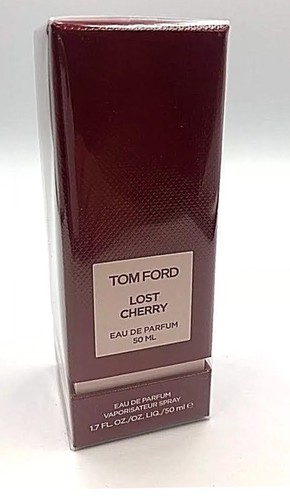 TOM FORD
LOST
CHERRY
EAU DE PARFUM
50 ML
EAU DE PARFUM
VAPORISATEUR SPRAY
1.7 FL. OZ./OZ. LIQ./50 ml ℮